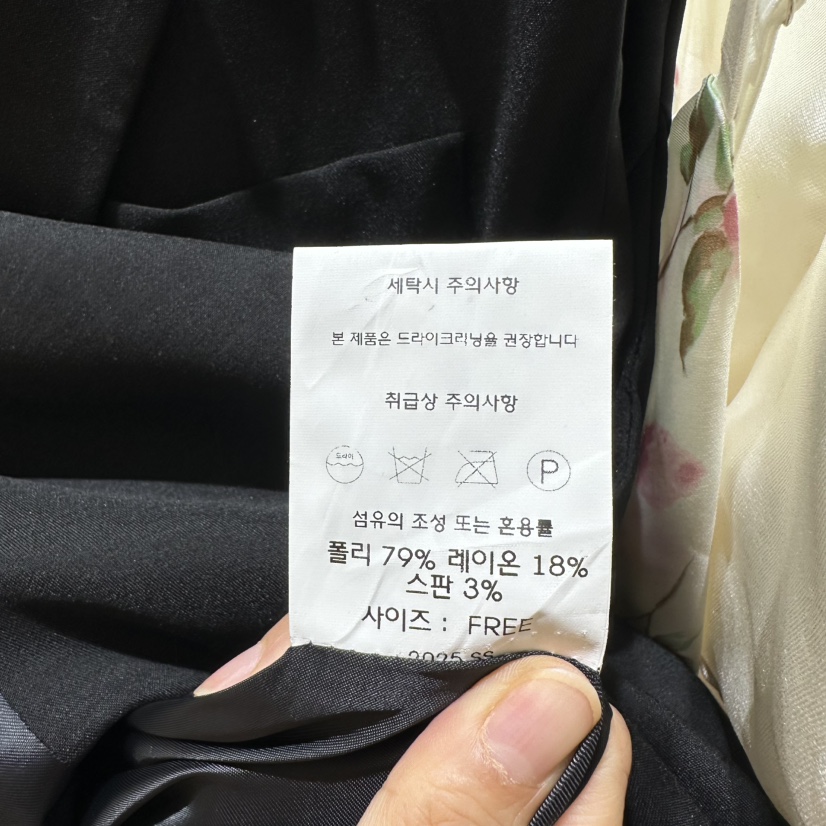 세탁시 주의사항
본 제품은 드라이크리닝을 권장합니다
취급상 주의사항
드라이
P
섬유의 조성 또는 혼용률
폴리 79% 레이온 18%
스판 3%
사이즈 : FREE
2025 SS